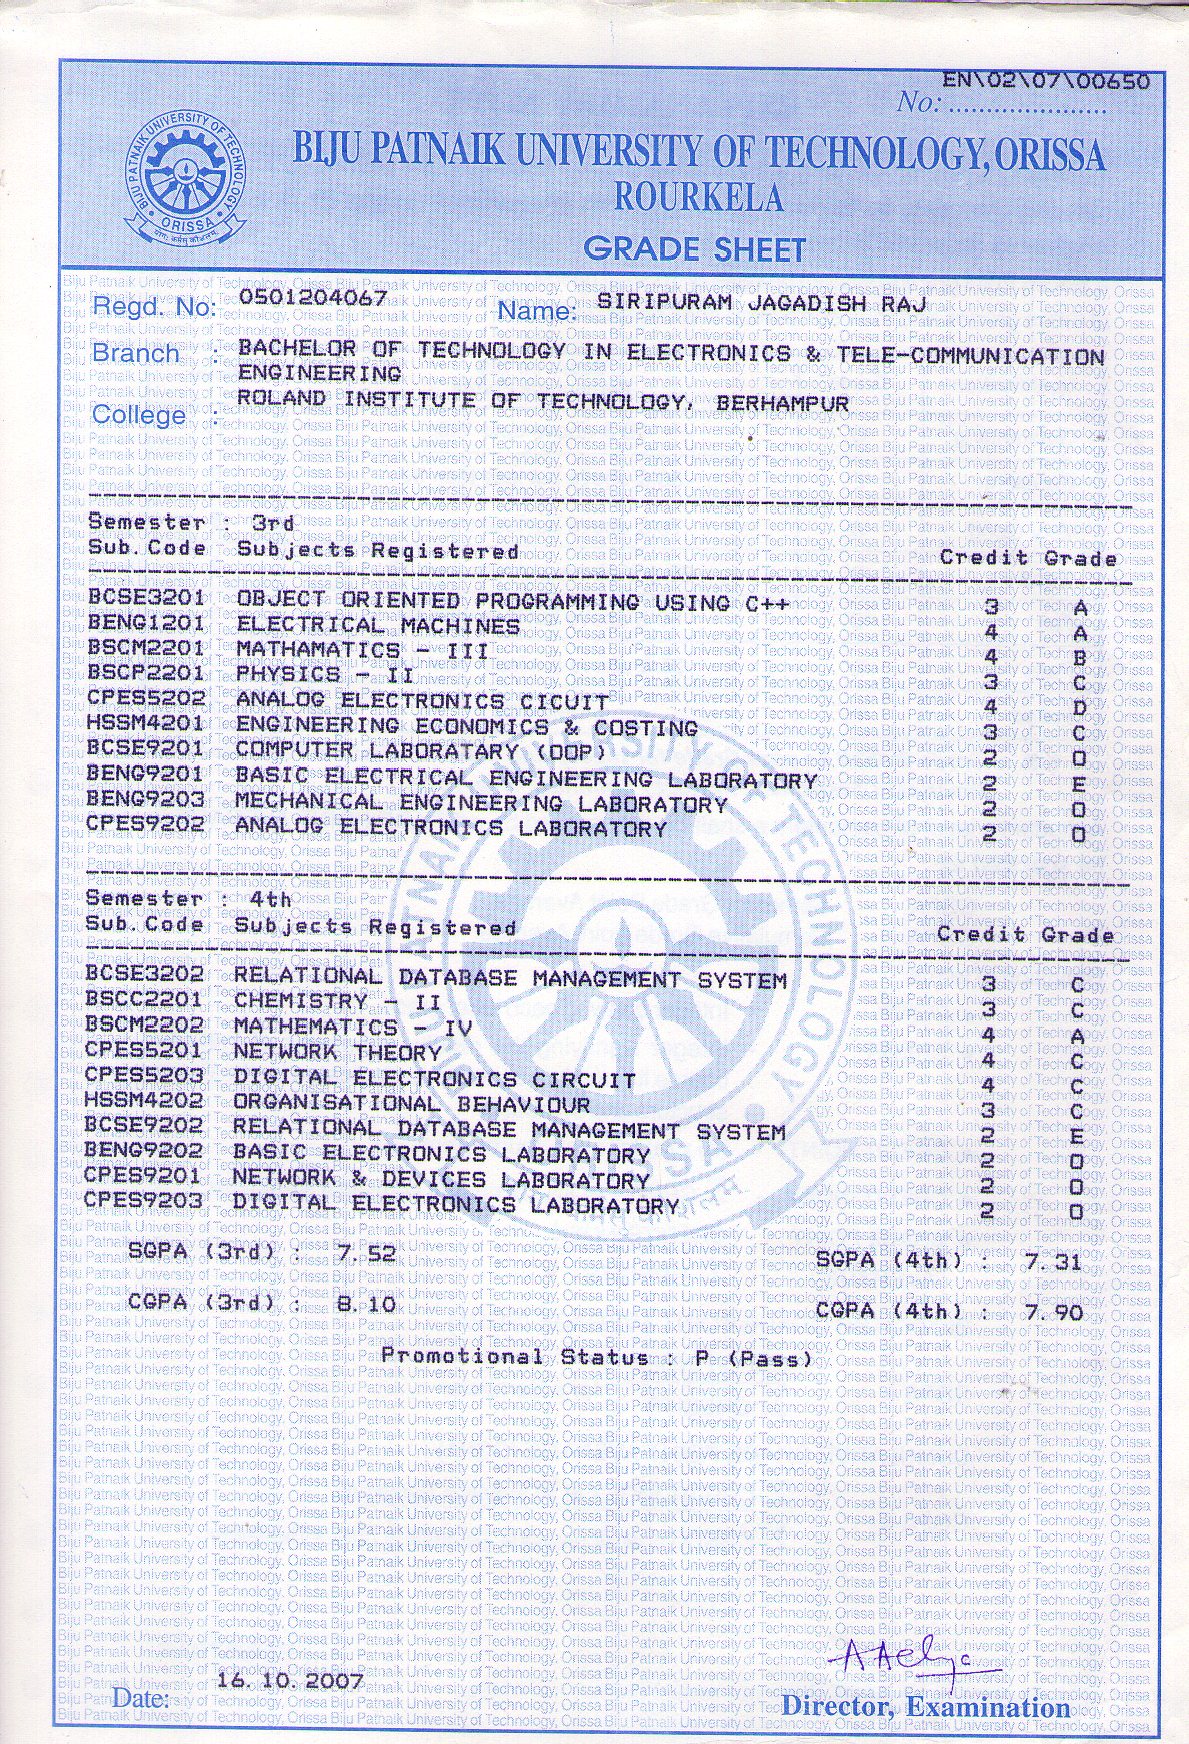 EN\02\07\00650
No: .....................
BIJU PATNAIK UNIVERSITY OF TECHNOLOGY, ORISSA
ROURKELA
GRADE SHEET
BIJU PATNAIK UNIVERSITY OF TECHNOLOGY
ORISSA
Regd. No: 0501204067 Name: SIRIPURAM JAGADISH RAJ
Branch : BACHELOR OF TECHNOLOGY IN ELECTRONICS & TELE-COMMUNICATION
ENGINEERING
College : ROLAND INSTITUTE OF TECHNOLOGY, BERHAMPUR
Semester : 3rd
Sub. Code Subjects Registered Credit Grade
BCSE3201 OBJECT ORIENTED PROGRAMMING USING C++ 3 A
BENG1201 ELECTRICAL MACHINES 4 A
BSCM2201 MATHAMATICS - III 4 B
BSCP2201 PHYSICS - II 3 C
CPES5202 ANALOG ELECTRONICS CICUIT 4 D
HSSM4201 ENGINEERING ECONOMICS & COSTING 3 C
BCSE9201 COMPUTER LABORATARY (OOP) 2 O
BENG9201 BASIC ELECTRICAL ENGINEERING LABORATORY 2 E
BENG9203 MECHANICAL ENGINEERING LABORATORY 2 O
CPES9202 ANALOG ELECTRONICS LABORATORY 2 O
Semester : 4th
Sub. Code Subjects Registered Credit Grade
BCSE3202 RELATIONAL DATABASE MANAGEMENT SYSTEM 3 C
BSCC2201 CHEMISTRY - II 3 C
BSCM2202 MATHEMATICS - IV 4 A
CPES5201 NETWORK THEORY 4 C
CPES5203 DIGITAL ELECTRONICS CIRCUIT 4 C
HSSM4202 ORGANISATIONAL BEHAVIOUR 3 C
BCSE9202 RELATIONAL DATABASE MANAGEMENT SYSTEM 2 E
BENG9202 BASIC ELECTRONICS LABORATORY 2 O
CPES9201 NETWORK & DEVICES LABORATORY 2 O
CPES9203 DIGITAL ELECTRONICS LABORATORY 2 O
SGPA (3rd) : 7.52 SGPA (4th) : 7.31
CGPA (3rd) : 8.10 CGPA (4th) : 7.90
Promotional Status : P (Pass)
Date: 16.10.2007
Director, Examination